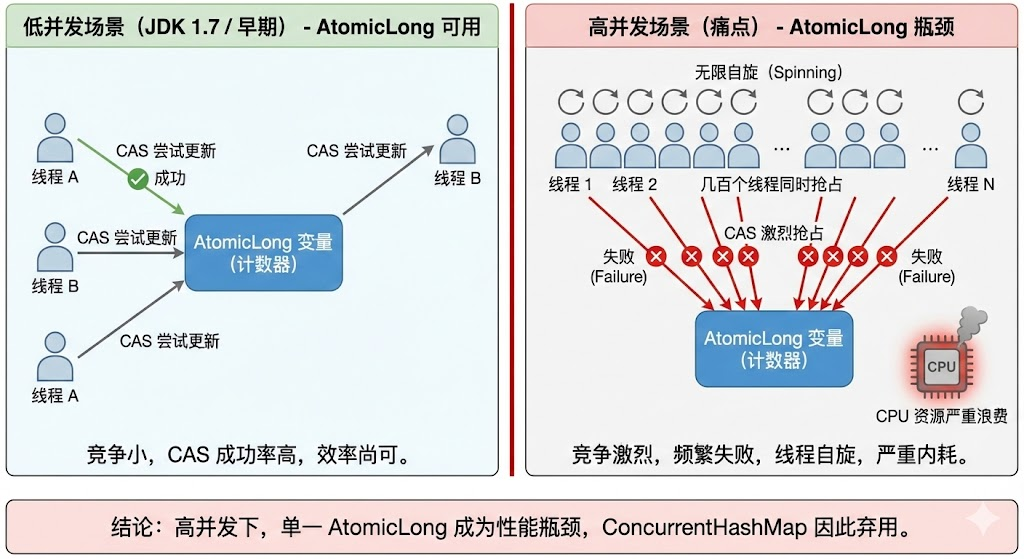 低并发场景（JDK 1.7 / 早期） - AtomicLong 可用
线程 A
CAS 尝试更新
成功
CAS 尝试更新
线程 B
CAS 尝试更新
线程 B
AtomicLong 变量
（计数器）
CAS 尝试更新
线程 A
竞争小，CAS 成功率高，效率尚可。
高并发场景（痛点） - AtomicLong 瓶颈
无限自旋（Spinning）
...
...
线程 1
线程 2
几百个线程同时抢占
线程 N
CAS 激烈抢占
失败
(Failure)
失败
(Failure)
AtomicLong 变量
（计数器）
CPU
CPU 资源严重浪费
竞争激烈，频繁失败，线程自旋，严重内耗。
结论：高并发下，单一 AtomicLong 成为性能瓶颈，ConcurrentHashMap 因此弃用。